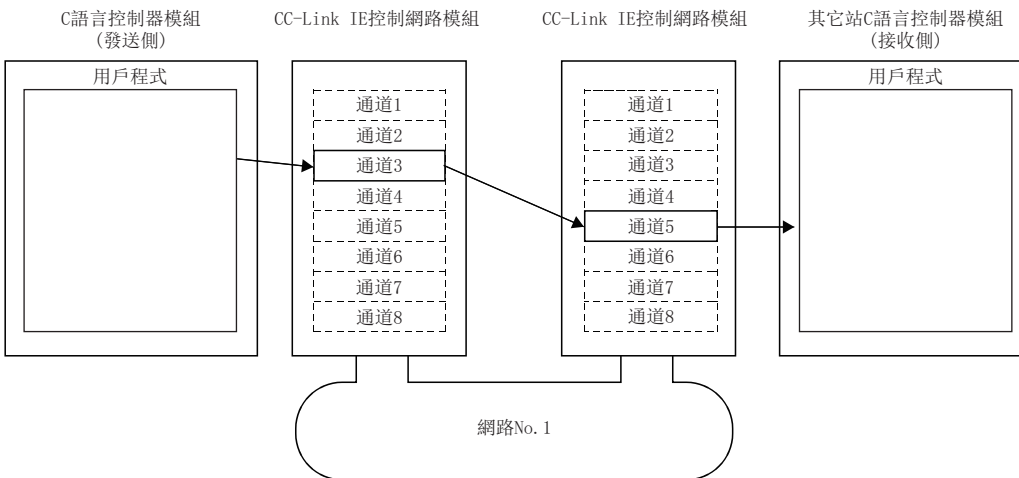 C語言控制器模組
(發送側)
CC-Link IE控制網路模組
CC-Link IE控制網路模組
其它站C語言控制器模組
(接收側)
用戶程式
通道1
通道2
通道3
通道4
通道5
通道6
通道7
通道8
通道1
通道2
通道3
通道4
通道5
通道6
通道7
通道8
用戶程式
網路No.1